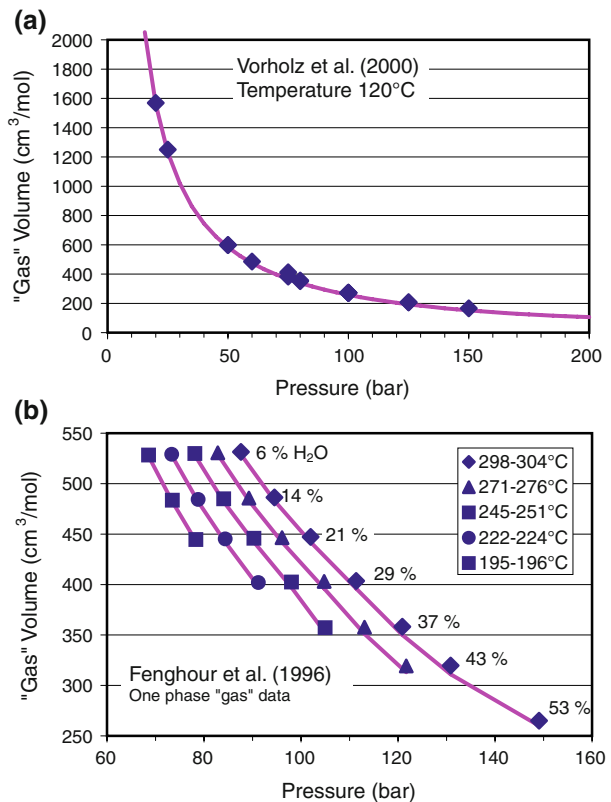 (a)
2000
1800
1600
1400
1200
1000
800
600
400
200
0
"Gas" Volume (cm³/mol)
Vorholz et al. (2000)
Temperature 120°C
0 50 100 150 200
Pressure (bar)
(b)
550
500
450
400
350
300
250
"Gas" Volume (cm³/mol)
6 % H₂O
14 %
21 %
29 %
37 %
43 %
53 %
298-304°C
271-276°C
245-251°C
222-224°C
195-196°C
Fenghour et al. (1996)
One phase "gas" data
60 80 100 120 140 160
Pressure (bar)